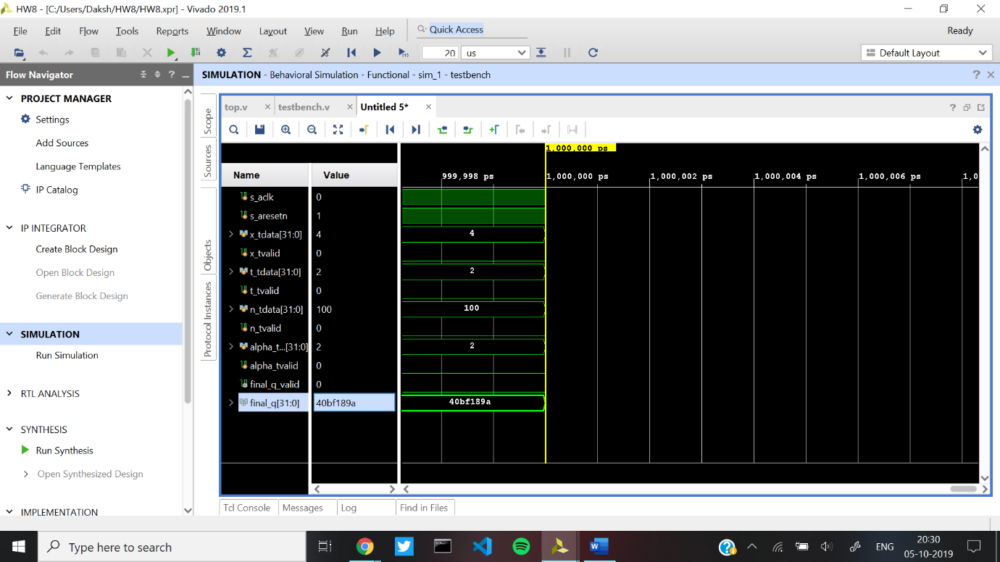 HW8 - [C:/Users/Daksh/HW8/HW8.xpr] - Vivado 2019.1
File Edit Flow Tools Reports Window Layout View Run Help Quick Access Ready
20 us Default Layout
Flow Navigator
SIMULATION - Behavioral Simulation - Functional - sim_1 - testbench
PROJECT MANAGER
Settings
Add Sources
Language Templates
IP Catalog
IP INTEGRATOR
Create Block Design
Open Block Design
Generate Block Design
SIMULATION
Run Simulation
RTL ANALYSIS
SYNTHESIS
Run Synthesis
Open Synthesized Design
IMPLEMENTATION
Scope
Sources
Objects
Protocol Instances
top.v testbench.v Untitled 5*
1,000,000 ps
Name Value 999,998 ps 1,000,000 ps 1,000,002 ps 1,000,004 ps 1,000,006 ps 1,0
s_aclk 0
s_aresetn 1
x_tdata[31:0] 4 4
x_tvalid 0
t_tdata[31:0] 2 2
t_tvalid 0
n_tdata[31:0] 100 100
n_tvalid 0
alpha_t...[31:0] 2 2
alpha_tvalid 0
final_q_valid 0
final_q[31:0] 40bf189a 40bf189a
Tcl Console Messages Log Find in Files
Type here to search
ENG 20:30
05-10-2019